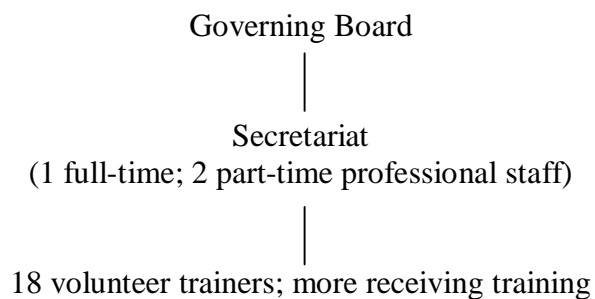 Governing Board
Secretariat
(1 full-time; 2 part-time professional staff)
18 volunteer trainers; more receiving training